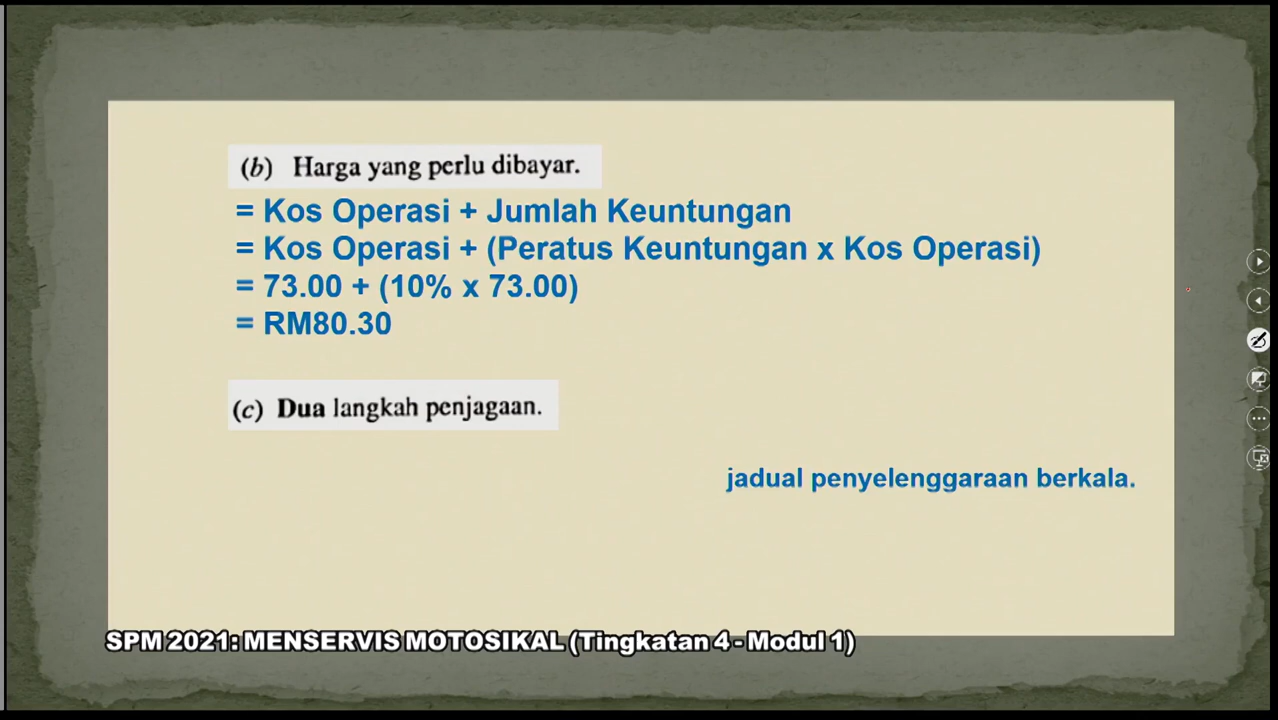 (b) Harga yang perlu dibayar.
= Kos Operasi + Jumlah Keuntungan
= Kos Operasi + (Peratus Keuntungan x Kos Operasi)
= 73.00 + (10% x 73.00)
= RM80.30
(c) Dua langkah penjagaan.
jadual penyelenggaraan berkala.
SPM 2021: MENSERVIS MOTOSIKAL (Tingkatan 4 - Modul 1)